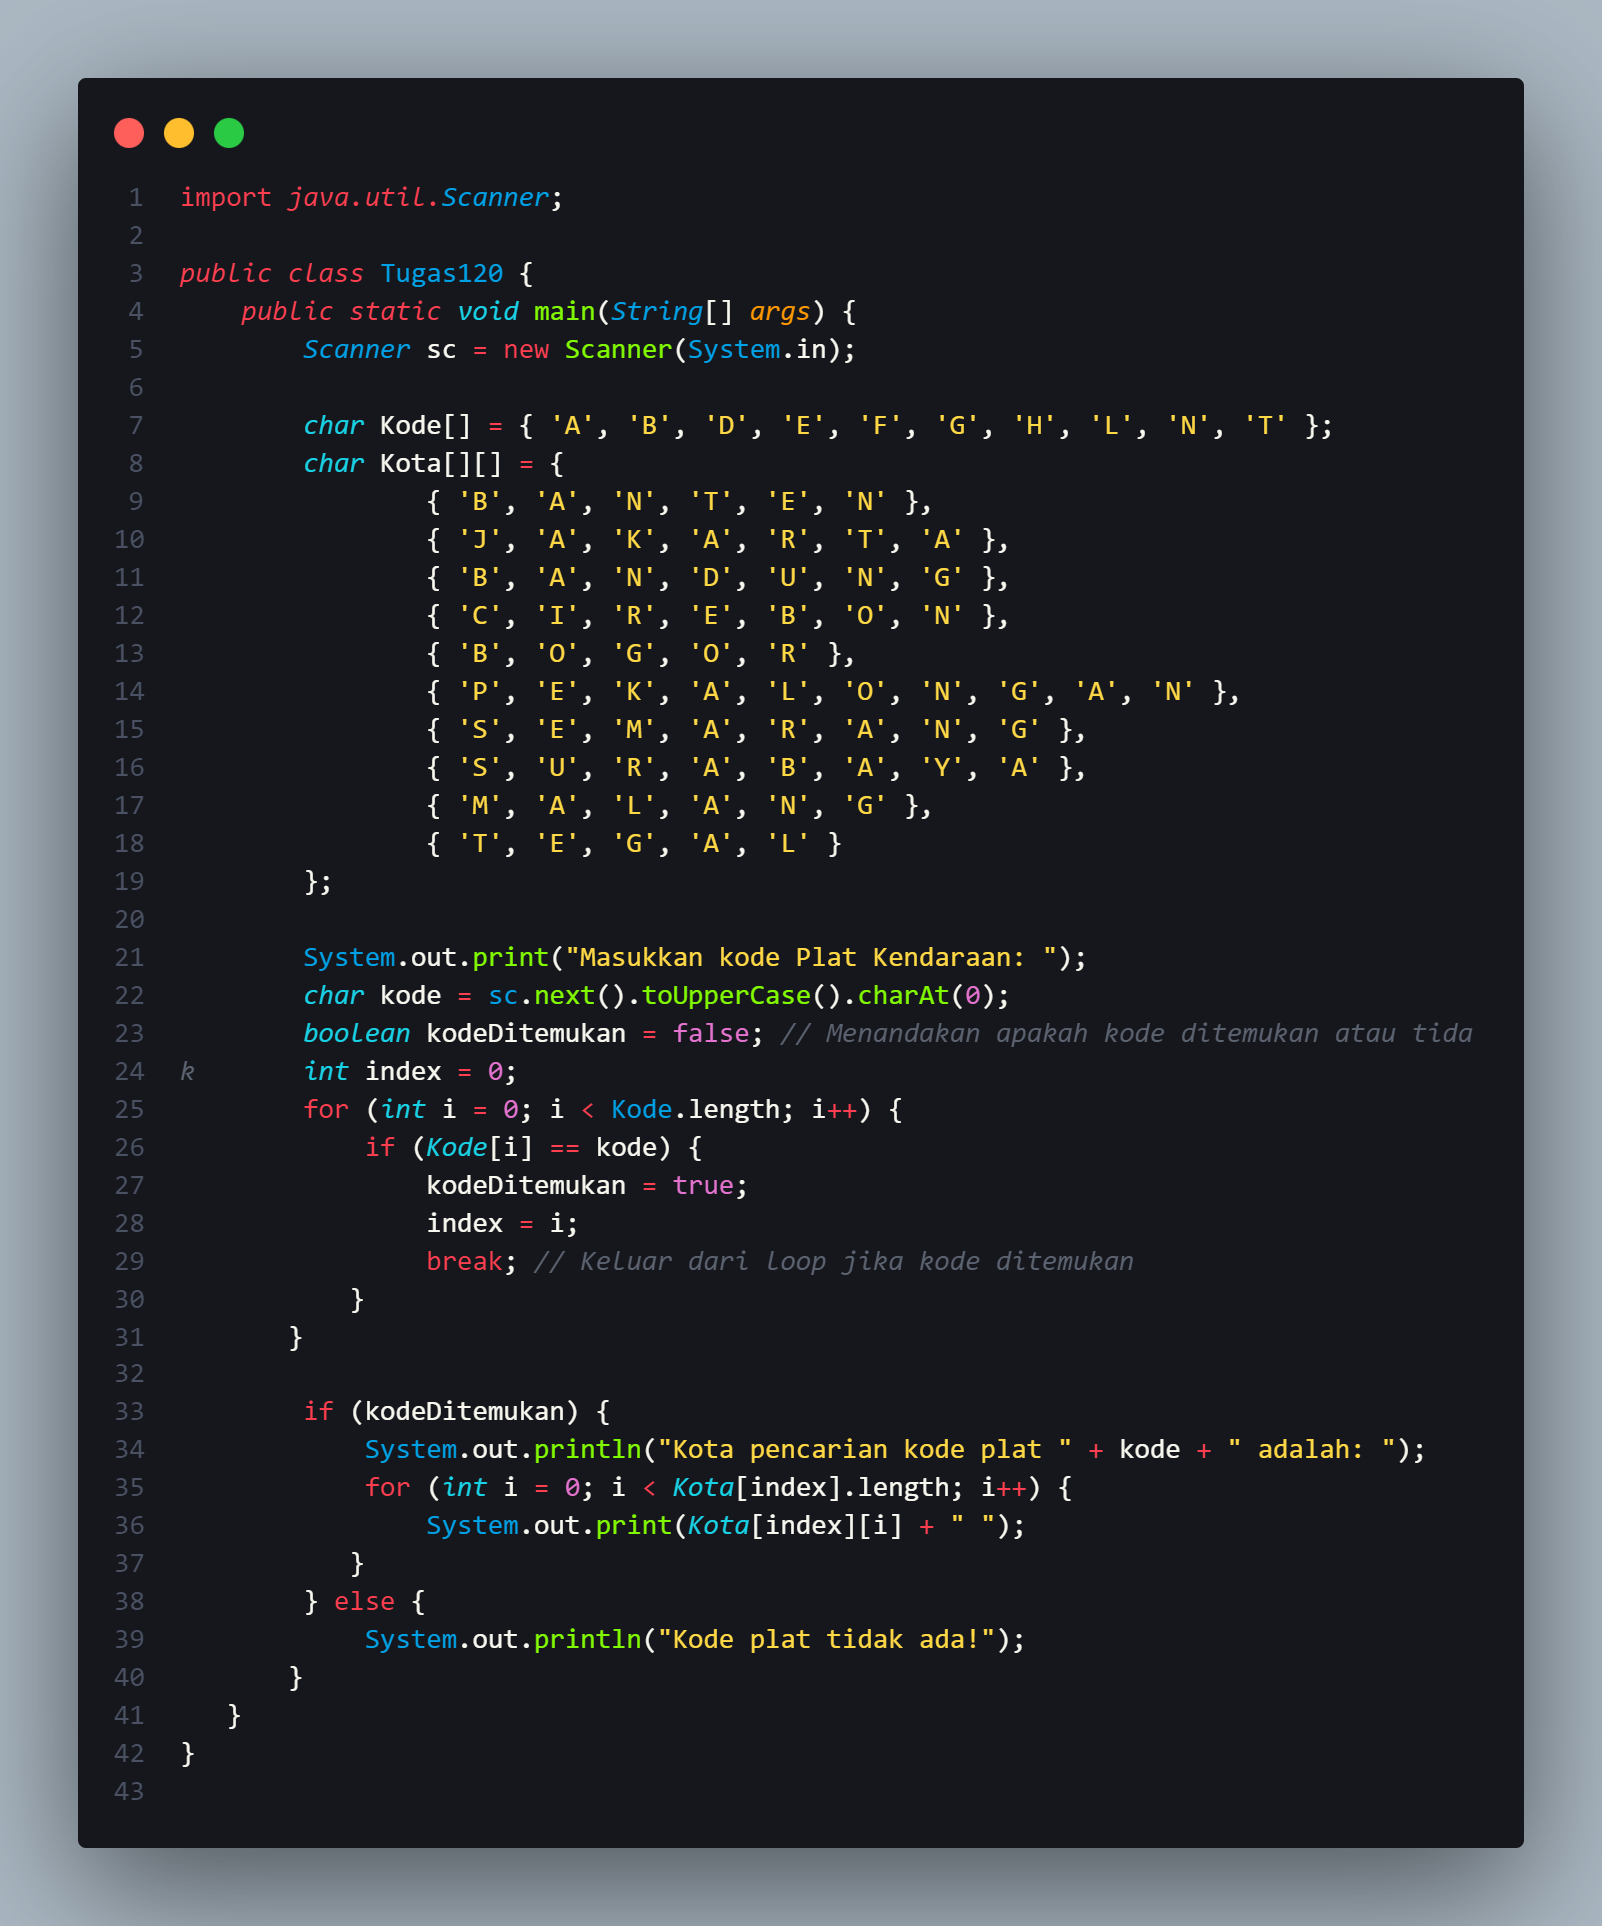 1 import java.util.Scanner;
2
3 public class Tugas120 {
4     public static void main(String[] args) {
5         Scanner sc = new Scanner(System.in);
6
7         char Kode[] = { 'A', 'B', 'D', 'E', 'F', 'G', 'H', 'L', 'N', 'T' };
8         char Kota[][] = {
9                 { 'B', 'A', 'N', 'T', 'E', 'N' },
10                 { 'J', 'A', 'K', 'A', 'R', 'T', 'A' },
11                 { 'B', 'A', 'N', 'D', 'U', 'N', 'G' },
12                 { 'C', 'I', 'R', 'E', 'B', 'O', 'N' },
13                 { 'B', 'O', 'G', 'O', 'R' },
14                 { 'P', 'E', 'K', 'A', 'L', 'O', 'N', 'G', 'A', 'N' },
15                 { 'S', 'E', 'M', 'A', 'R', 'A', 'N', 'G' },
16                 { 'S', 'U', 'R', 'A', 'B', 'A', 'Y', 'A' },
17                 { 'M', 'A', 'L', 'A', 'N', 'G' },
18                 { 'T', 'E', 'G', 'A', 'L' }
19         };
20
21         System.out.print("Masukkan kode Plat Kendaraan: ");
22         char kode = sc.next().toUpperCase().charAt(0);
23         boolean kodeDitemukan = false; // Menandakan apakah kode ditemukan atau tida
24 k       int index = 0;
25         for (int i = 0; i < Kode.length; i++) {
26             if (Kode[i] == kode) {
27                 kodeDitemukan = true;
28                 index = i;
29                 break; // Keluar dari loop jika kode ditemukan
30            }
31        }
32
33         if (kodeDitemukan) {
34             System.out.println("Kota pencarian kode plat " + kode + " adalah: ");
35             for (int i = 0; i < Kota[index].length; i++) {
36                 System.out.print(Kota[index][i] + " ");
37            }
38         } else {
39             System.out.println("Kode plat tidak ada!");
40        }
41    }
42 }
43